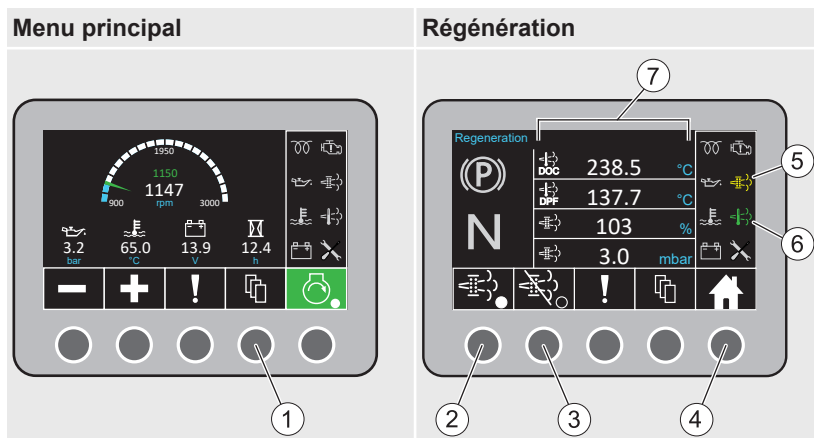 Menu principal
Régénération
1950
1150
1147
rpm
900
3000
3.2
65.0
13.9
12.4
bar
°C
V
h
1
7
Regeneration
P
N
DOC
238.5 °C
DPF
137.7 °C
103 %
3.0 mbar
5
6
2
3
4